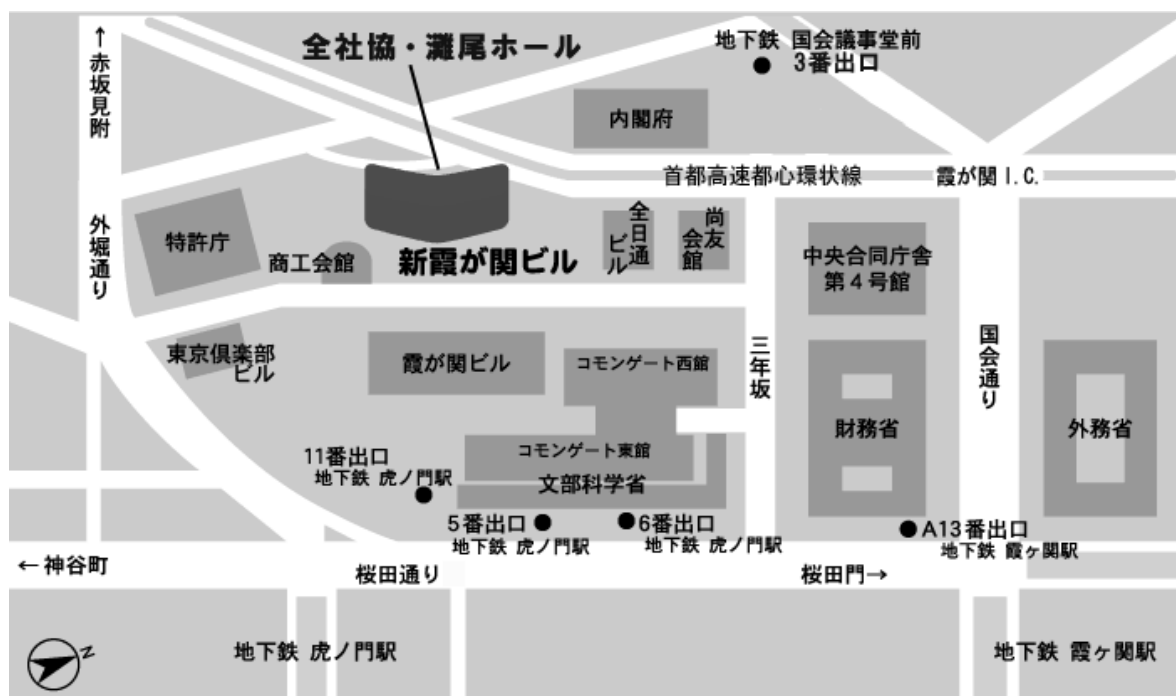 全社協・灘尾ホール
地下鉄 国会議事堂前
3番出口
←赤坂見附
内閣府
首都高速都心環状線
霞が関 I.C.
外堀通り
特許庁
商工会館
新霞が関ビル
全日通
ビル
尚友
会館
中央合同庁舎
第4号館
東京倶楽部
ビル
霞が関ビル
コモンゲート西館
三年坂
国会通り
財務省
外務省
コモンゲート東館
文部科学省
11番出口
地下鉄 虎ノ門駅
5番出口
地下鉄 虎ノ門駅
6番出口
地下鉄 虎ノ門駅
A13番出口
地下鉄 霞ヶ関駅
←神谷町
桜田通り
桜田門→
地下鉄 虎ノ門駅
地下鉄 霞ヶ関駅
N